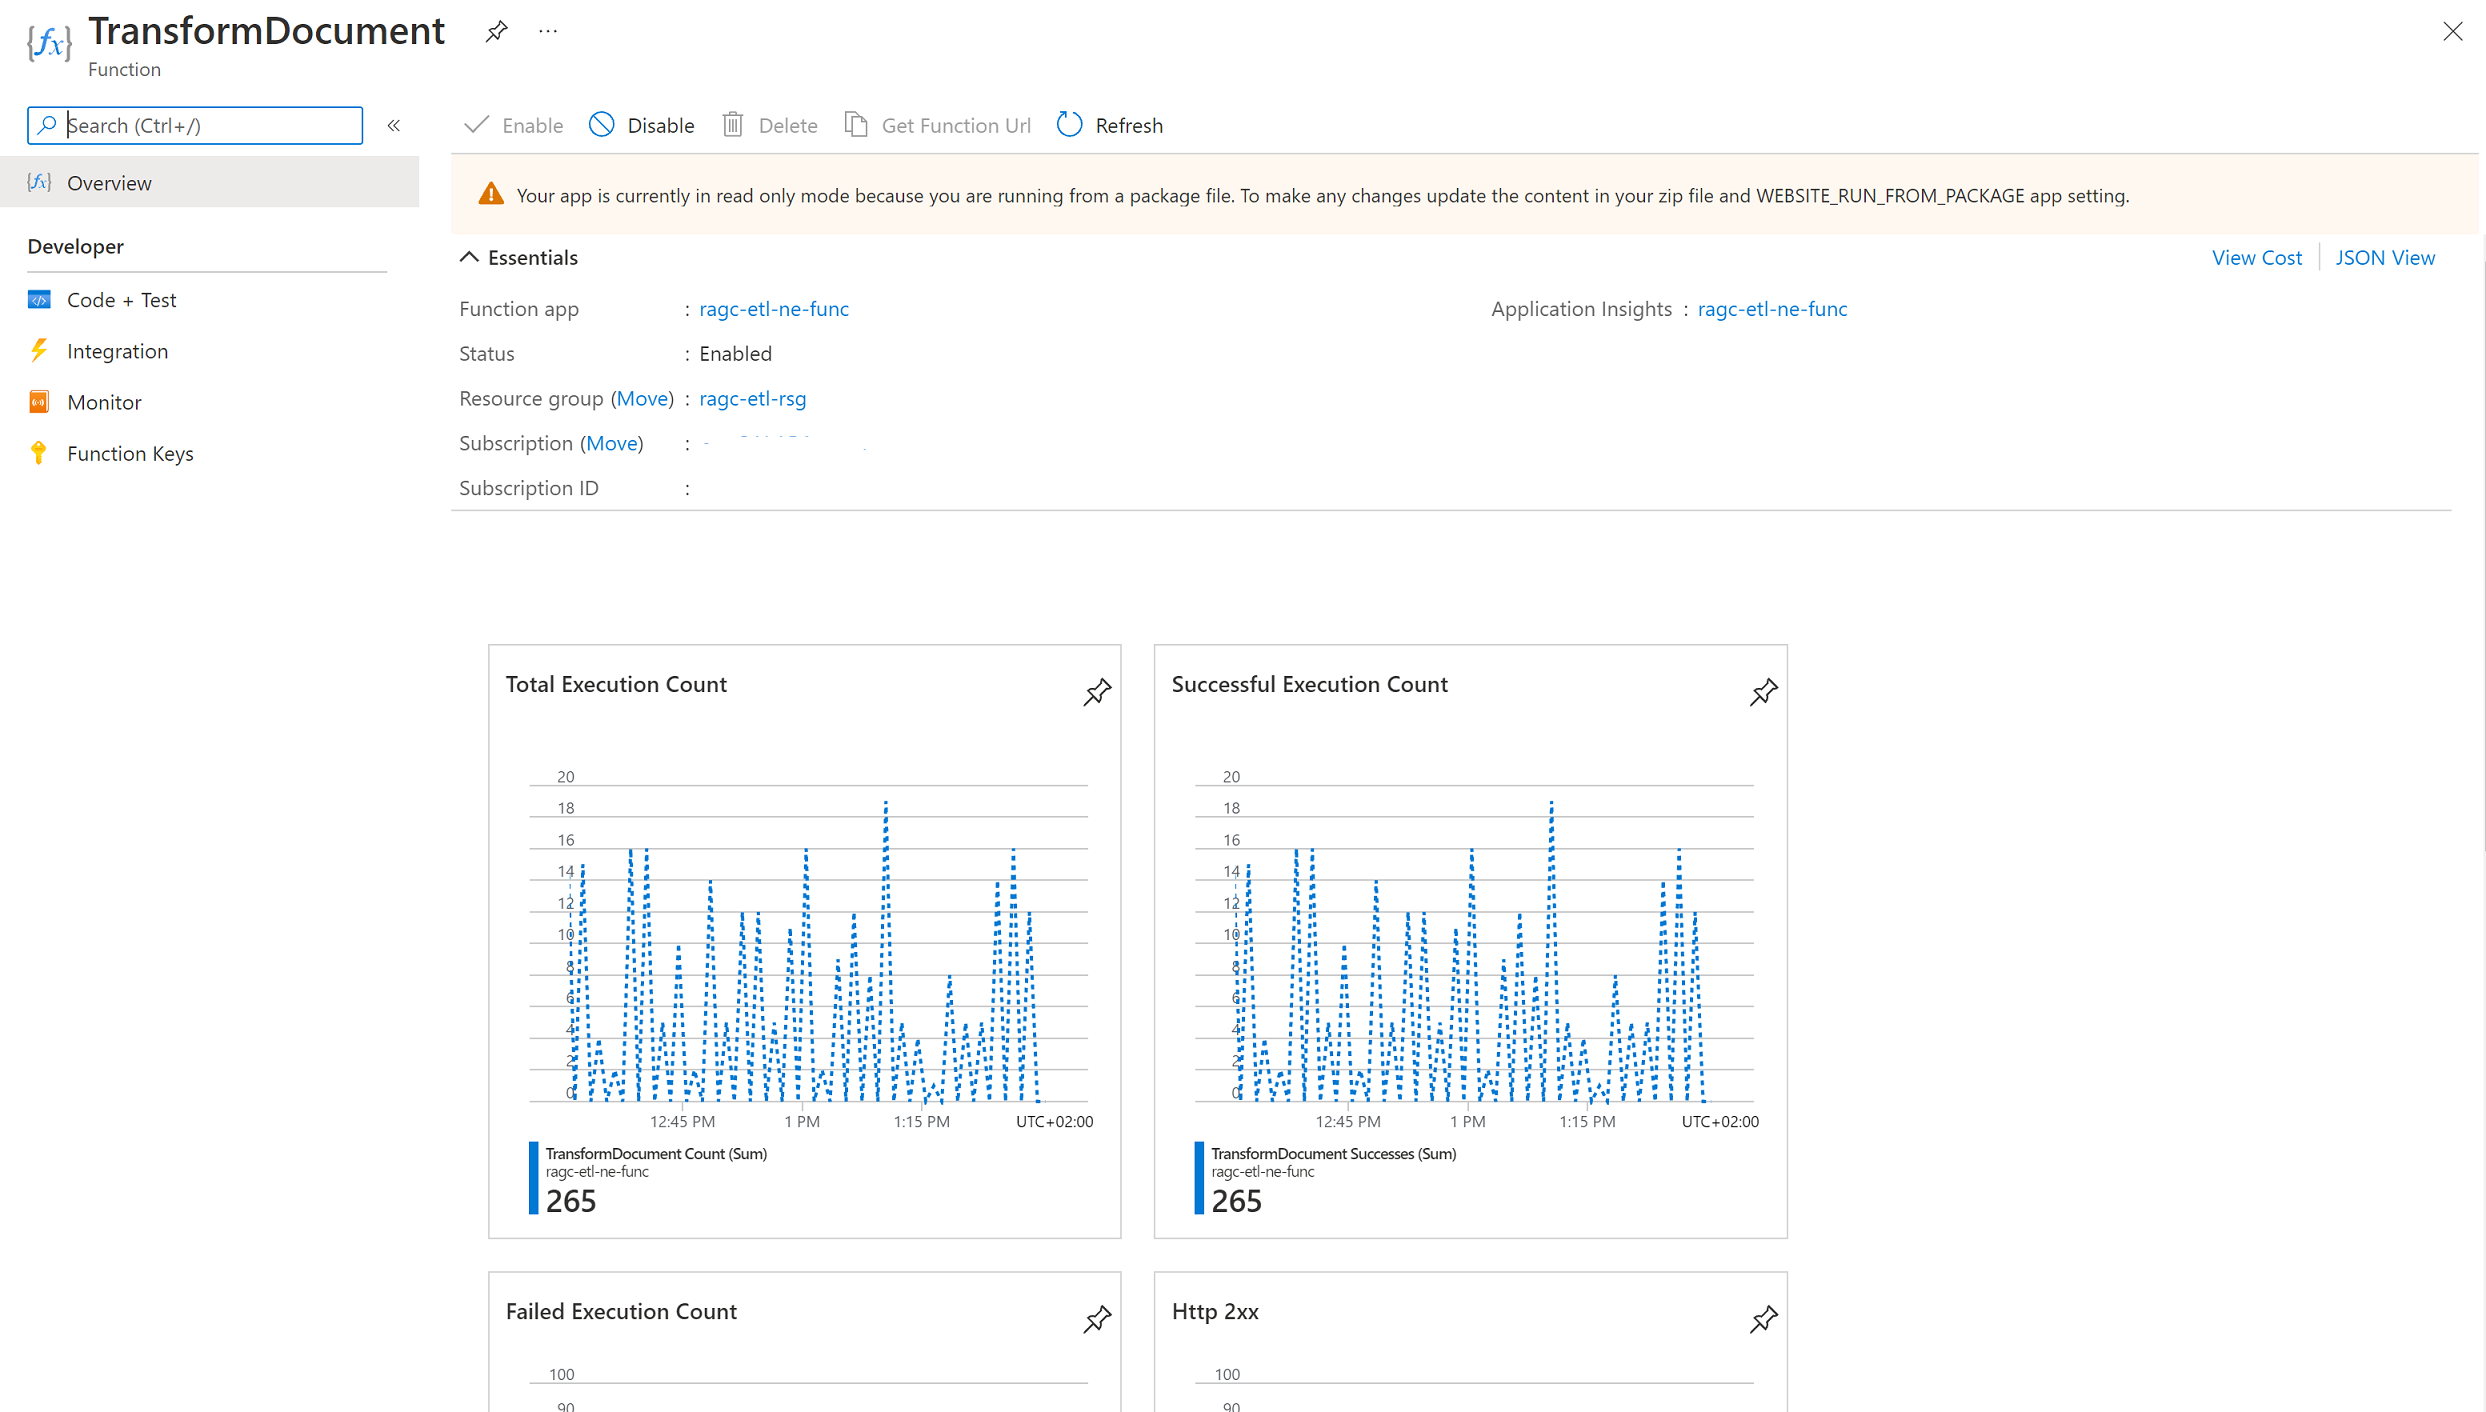 TransformDocument
Function
Search (Ctrl+/)
Enable
Disable
Delete
Get Function Url
Refresh
Overview
Developer
Code + Test
Integration
Monitor
Function Keys
Your app is currently in read only mode because you are running from a package file. To make any changes update the content in your zip file and WEBSITE_RUN_FROM_PACKAGE app setting.
Essentials
View Cost
JSON View
Function app : ragc-etl-ne-func
Application Insights : ragc-etl-ne-func
Status : Enabled
Resource group (Move) : ragc-etl-rsg
Subscription (Move) :
Subscription ID :
Total Execution Count
20
18
16
14
12
10
8
6
4
2
0
12:45 PM 1 PM 1:15 PM UTC+02:00
TransformDocument Count (Sum)
ragc-etl-ne-func
265
Successful Execution Count
20
18
16
14
12
10
8
6
4
2
0
12:45 PM 1 PM 1:15 PM UTC+02:00
TransformDocument Successes (Sum)
ragc-etl-ne-func
265
Failed Execution Count
100
90
Http 2xx
100
90